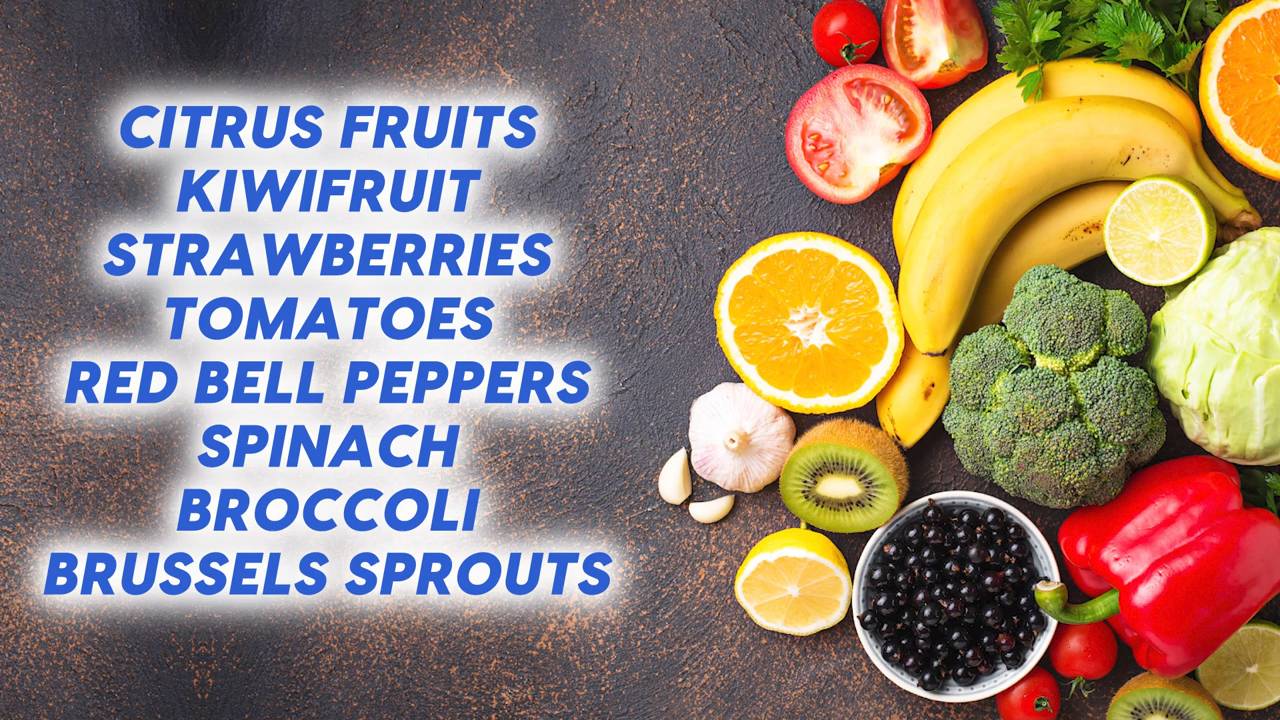 CITRUS FRUITS
KIWIFRUIT
STRAWBERRIES
TOMATOES
RED BELL PEPPERS
SPINACH
BROCCOLI
BRUSSELS SPROUTS